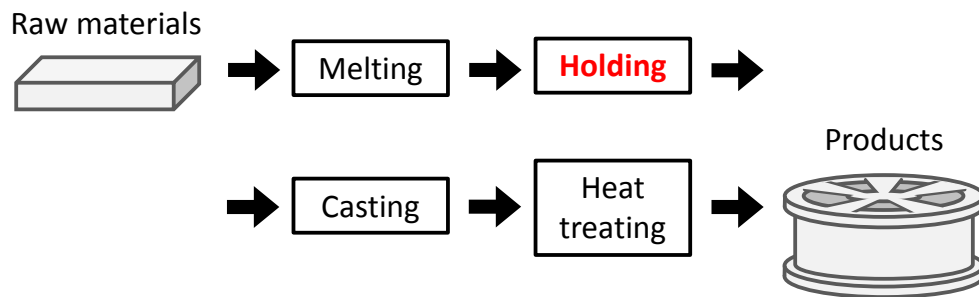 Raw materials
Melting
Holding
Casting
Heat
treating
Products